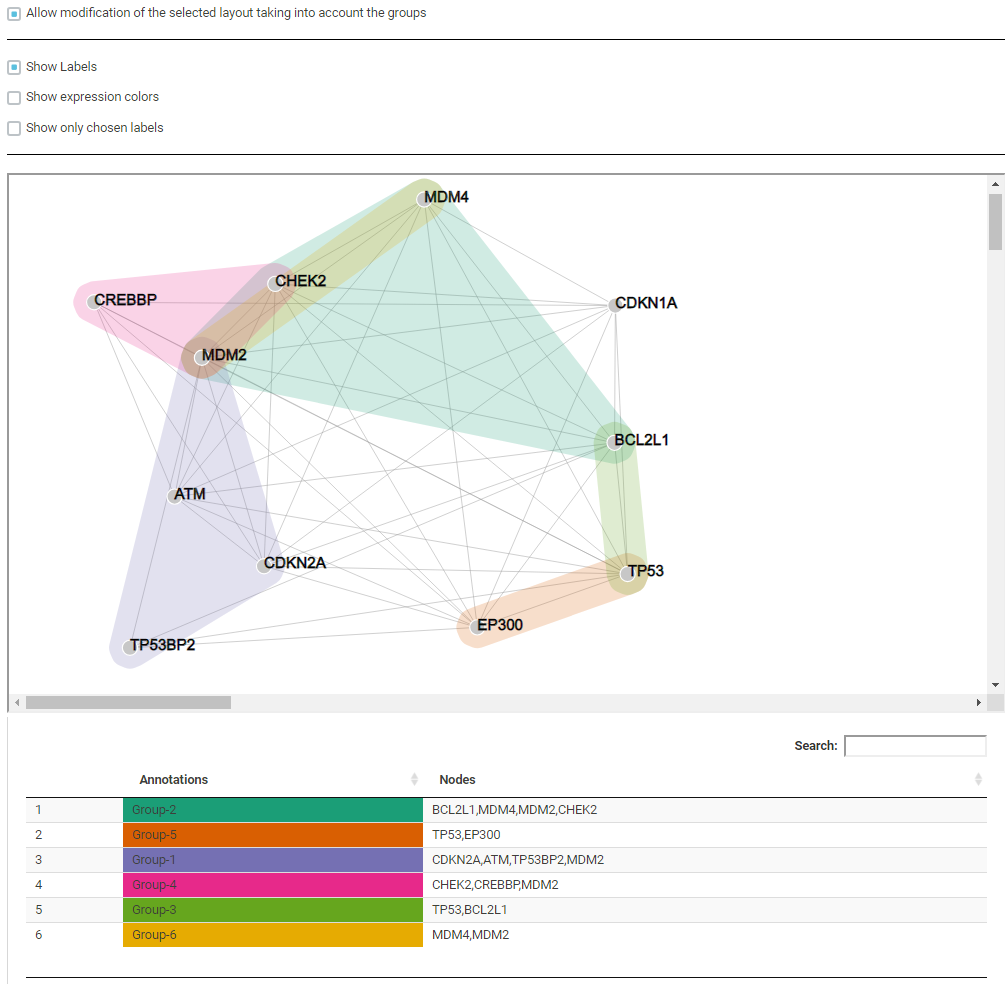 Allow modification of the selected layout taking into account the groups
Show Labels
Show expression colors
Show only chosen labels
MDM4
CHEK2
CREBBP
CDKN1A
MDM2
BCL2L1
ATM
CDKN2A
TP53
EP300
TP53BP2
Search:
Annotations Nodes
1 Group-2 BCL2L1,MDM4,MDM2,CHEK2
2 Group-5 TP53,EP300
3 Group-1 CDKN2A,ATM,TP53BP2,MDM2
4 Group-4 CHEK2,CREBBP,MDM2
5 Group-3 TP53,BCL2L1
6 Group-6 MDM4,MDM2